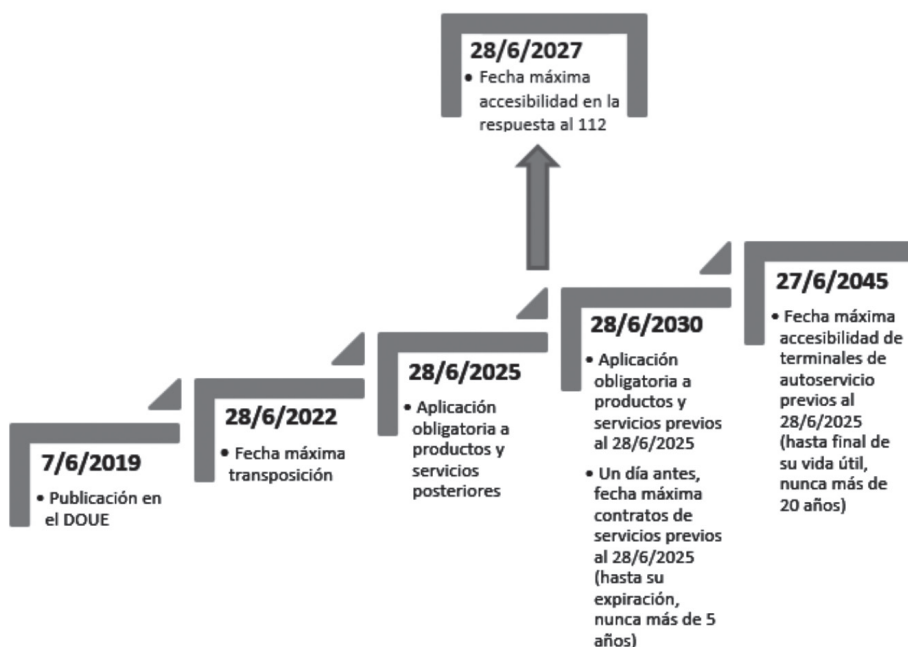 28/6/2027
• Fecha máxima
accesibilidad en la
respuesta al 112
7/6/2019
• Publicación en
el DOUE
28/6/2022
• Fecha máxima
transposición
28/6/2025
• Aplicación
obligatoria a
productos y
servicios
posteriores
28/6/2030
• Aplicación
obligatoria a
productos y
servicios previos
al 28/6/2025
• Un día antes,
fecha máxima
contratos de
servicios previos
al 28/6/2025
(hasta su
expiración,
nunca más de 5
años)
27/6/2045
• Fecha máxima
accesibilidad de
terminales de
autoservicio
previos al
28/6/2025
(hasta final de
su vida útil,
nunca más de
20 años)